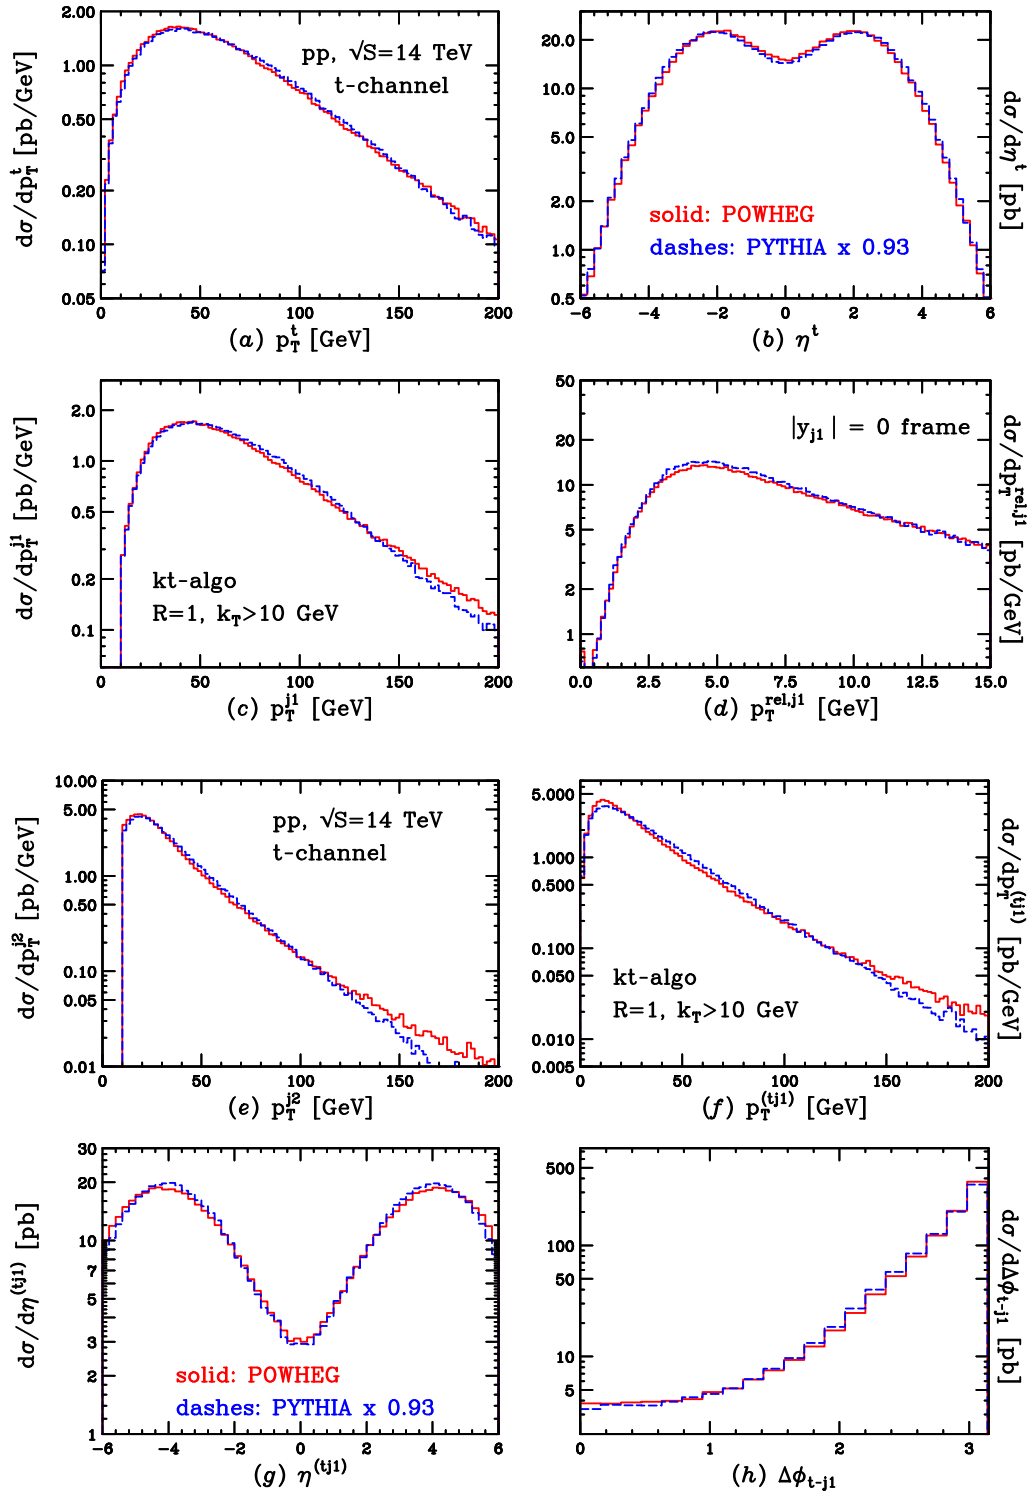 2.00
1.00
0.50
0.20
0.10
0.05
dσ/dp_T^t [pb/GeV]
pp, √S=14 TeV
t-channel
0 50 100 150 200
(a) p_T^t [GeV]
20.0
10.0
5.0
2.0
1.0
0.5
dσ/dη^t [pb]
solid: POWHEG
dashes: PYTHIA x 0.93
-6 -4 -2 0 2 4 6
(b) η^t
2.0
1.0
0.5
0.2
0.1
dσ/dp_T^j1 [pb/GeV]
kt-algo
R=1, k_T>10 GeV
0 50 100 150 200
(c) p_T^j1 [GeV]
50
20
10
5
2
1
dσ/dp_T^rel,j1 [pb/GeV]
|y_j1| = 0 frame
0.0 2.5 5.0 7.5 10.0 12.5 15.0
(d) p_T^rel,j1 [GeV]
10.00
5.00
1.00
0.50
0.10
0.05
0.01
dσ/dp_T^j2 [pb/GeV]
pp, √S=14 TeV
t-channel
0 50 100 150 200
(e) p_T^j2 [GeV]
5.000
1.000
0.500
0.100
0.050
0.010
0.005
dσ/dp_T^(tj1) [pb/GeV]
kt-algo
R=1, k_T>10 GeV
0 50 100 150 200
(f) p_T^(tj1) [GeV]
30
20
10
7
5
4
3
2
1
dσ/dη^(tj1) [pb]
solid: POWHEG
dashes: PYTHIA x 0.93
-6 -4 -2 0 2 4 6
(g) η^(tj1)
500
100
50
10
5
dσ/dΔϕ_t-j1 [pb]
0 1 2 3
(h) Δϕ_t-j1